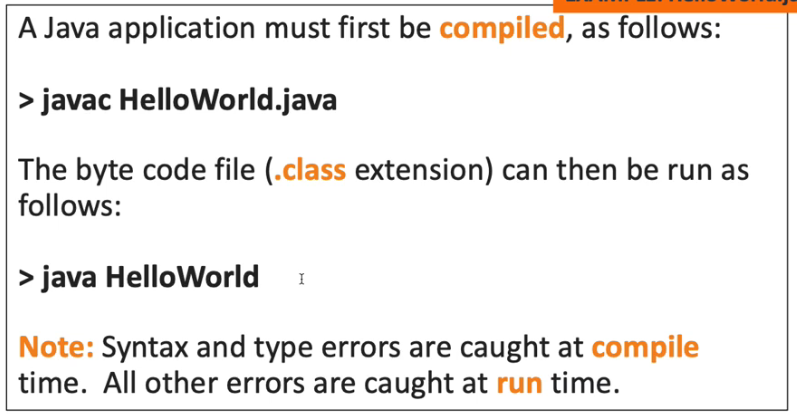 A Java application must first be compiled, as follows:
> javac HelloWorld.java
The byte code file (.class extension) can then be run as
follows:
> java HelloWorld
Note: Syntax and type errors are caught at compile
time. All other errors are caught at run time.